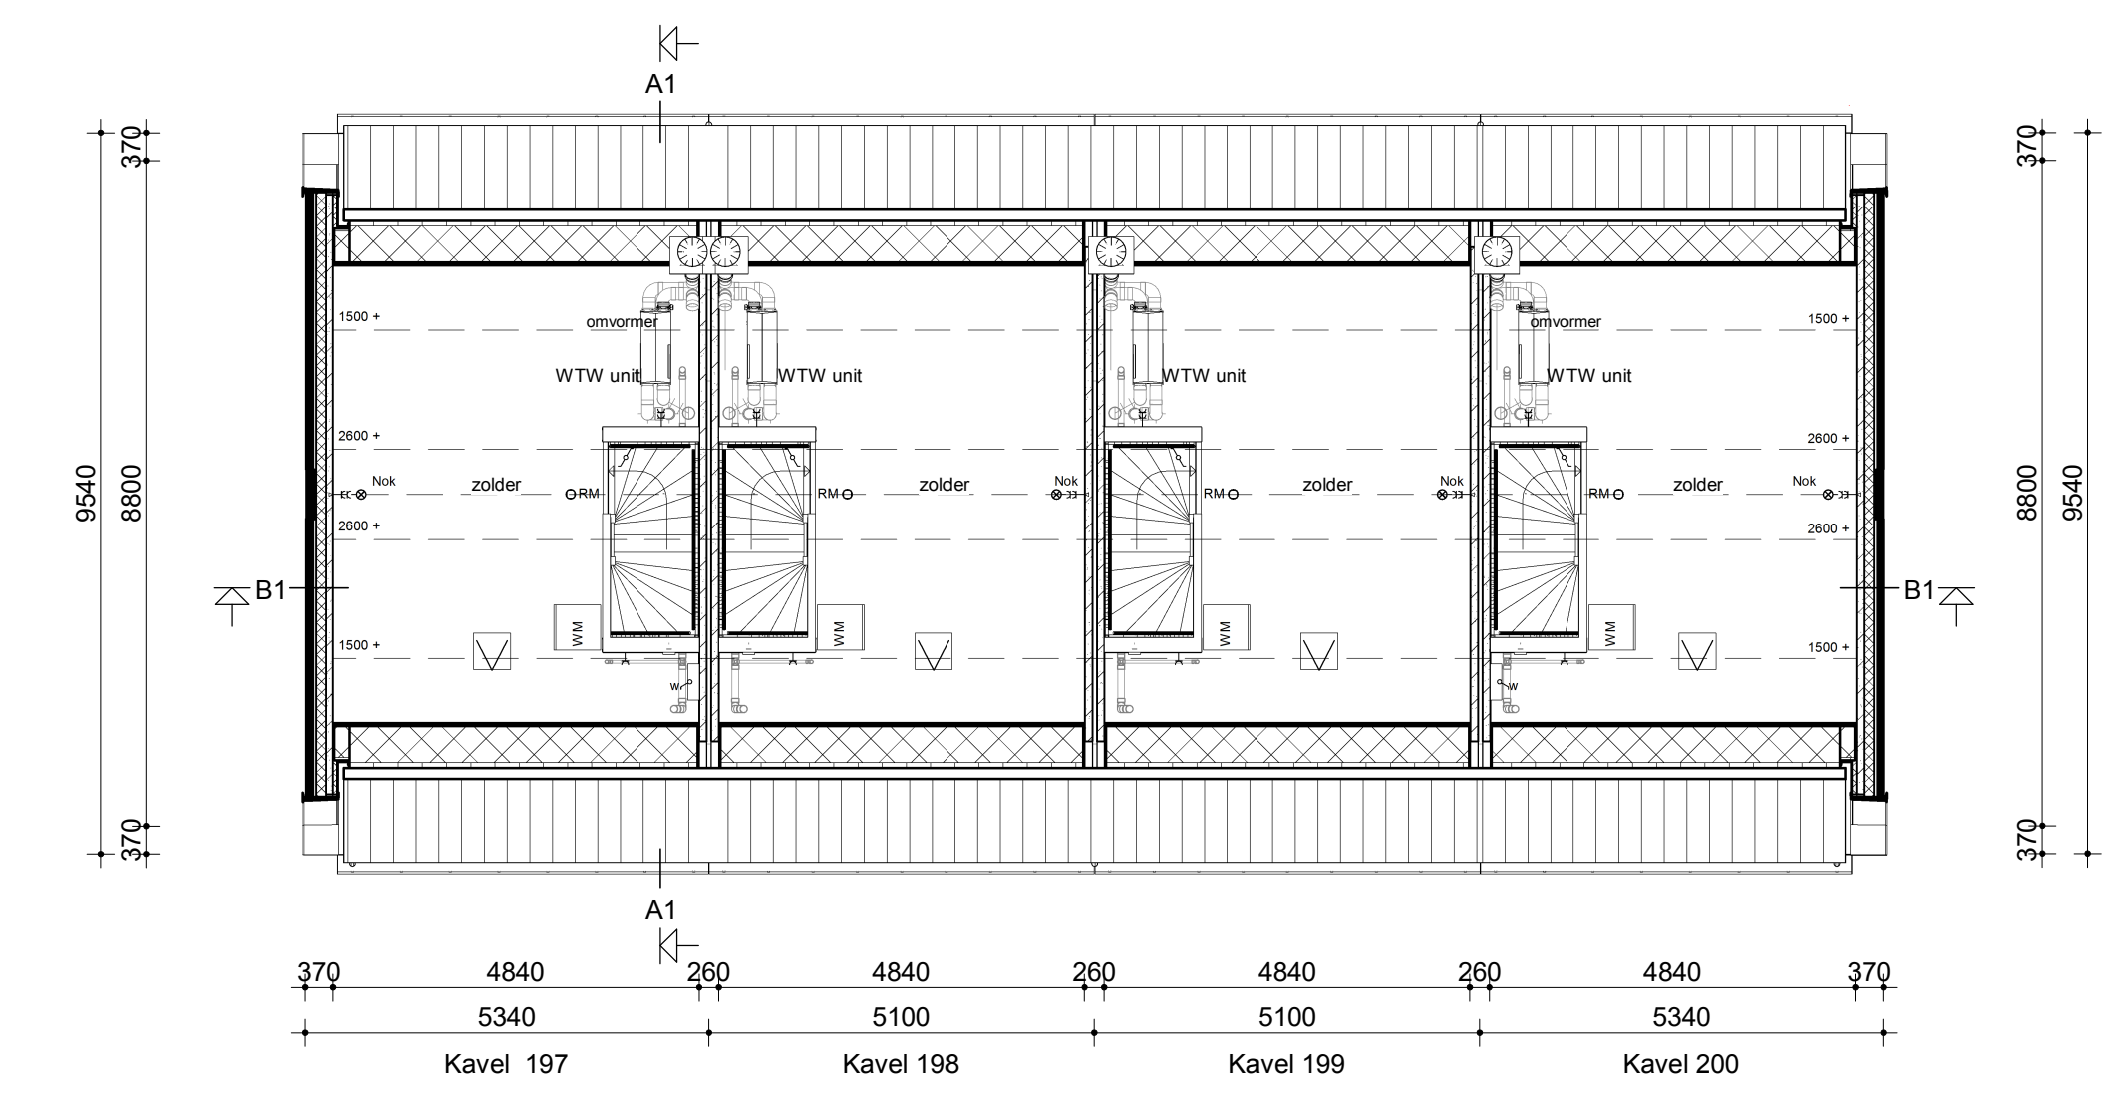 A1
370
370
omvormer
omvormer
1500 +
1500 +
WTW unit
WTW unit
WTW unit
WTW unit
2600 +
2600 +
9540
8800
Nok
zolder
RM
RM
zolder
Nok
RM
zolder
Nok
RM
zolder
Nok
8800
9540
2600 +
2600 +
B1
B1
WM
WM
WM
WM
1500 +
1500 +
W
W
370
370
A1
370
4840
260
4840
260
4840
260
4840
370
5340
5100
5100
5340
Kavel 197
Kavel 198
Kavel 199
Kavel 200